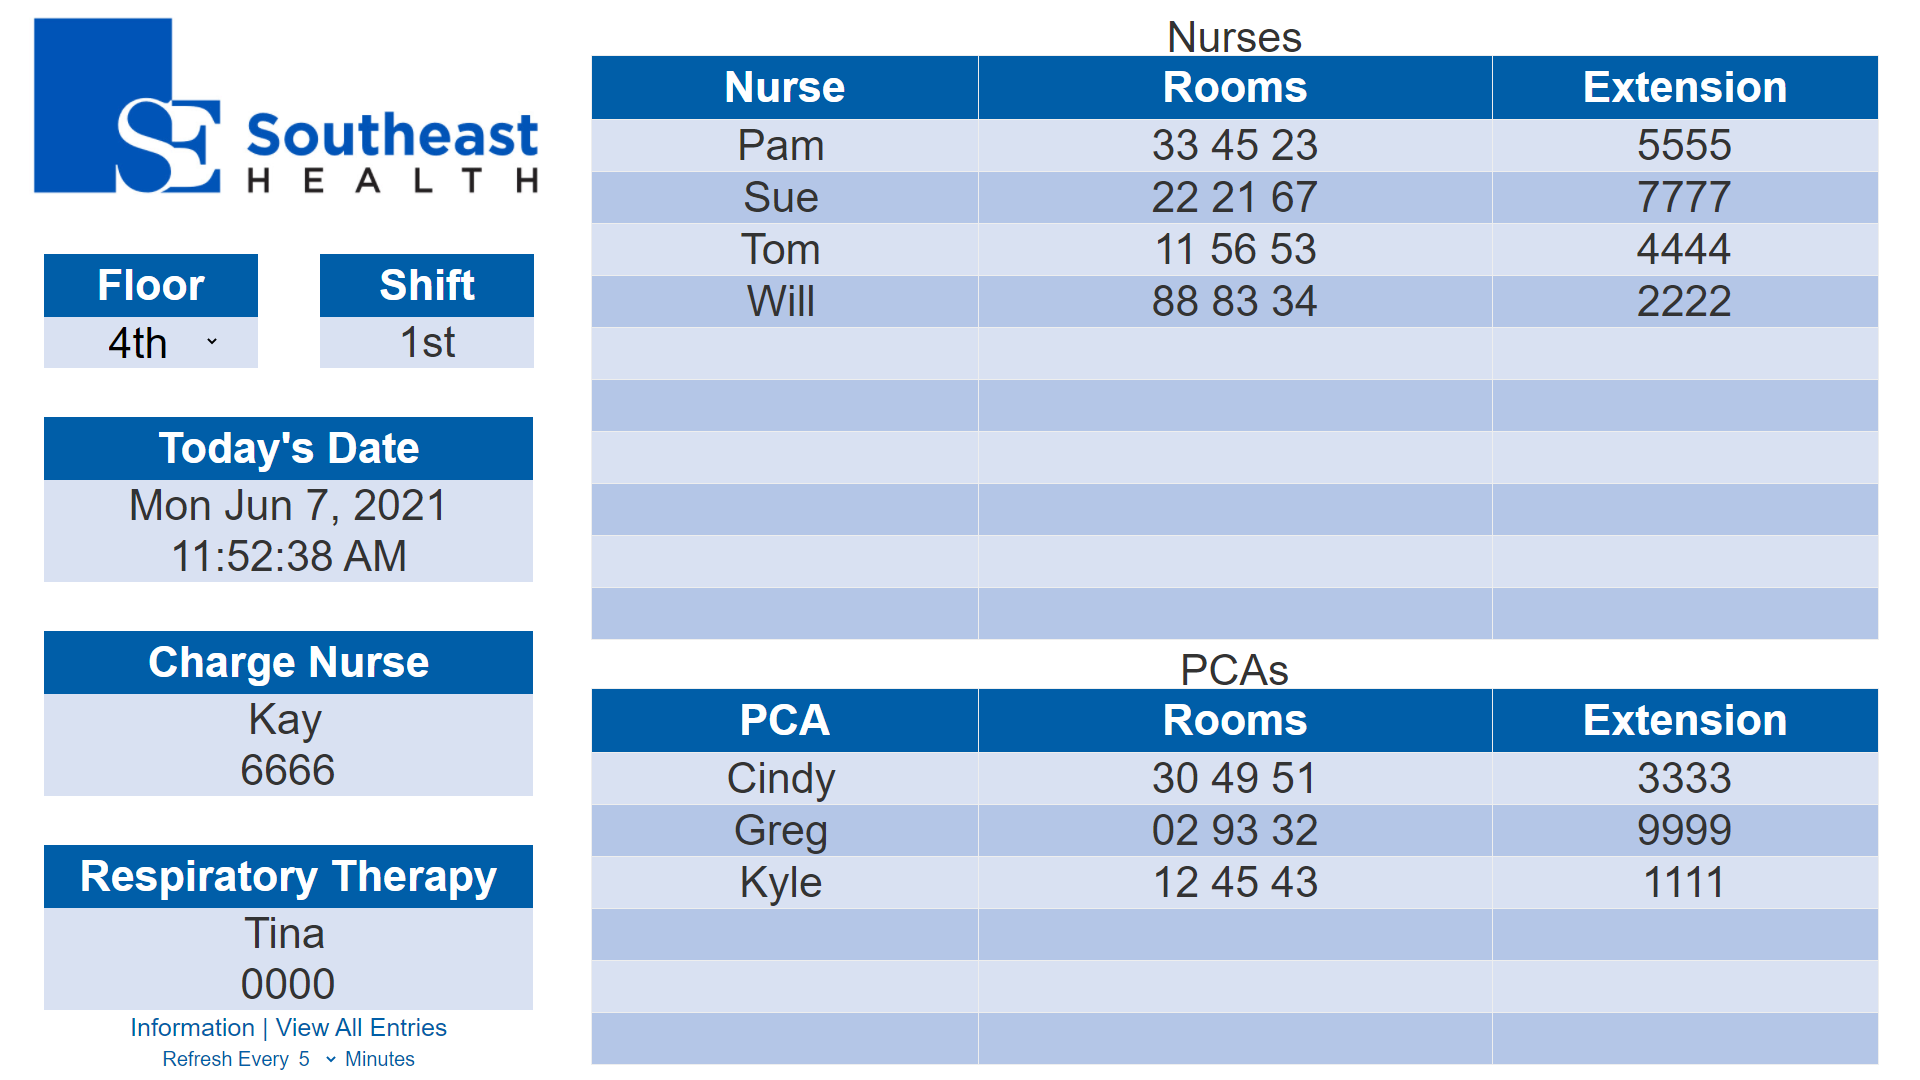 SE Southeast
HEALTH
Floor
4th
Shift
1st
Today's Date
Mon Jun 7, 2021
11:52:38 AM
Charge Nurse
Kay
6666
Respiratory Therapy
Tina
0000
Information | View All Entries
Refresh Every 5 Minutes
Nurses
Nurse Rooms Extension
Pam 33 45 23 5555
Sue 22 21 67 7777
Tom 11 56 53 4444
Will 88 83 34 2222
PCAs
PCA Rooms Extension
Cindy 30 49 51 3333
Greg 02 93 32 9999
Kyle 12 45 43 1111